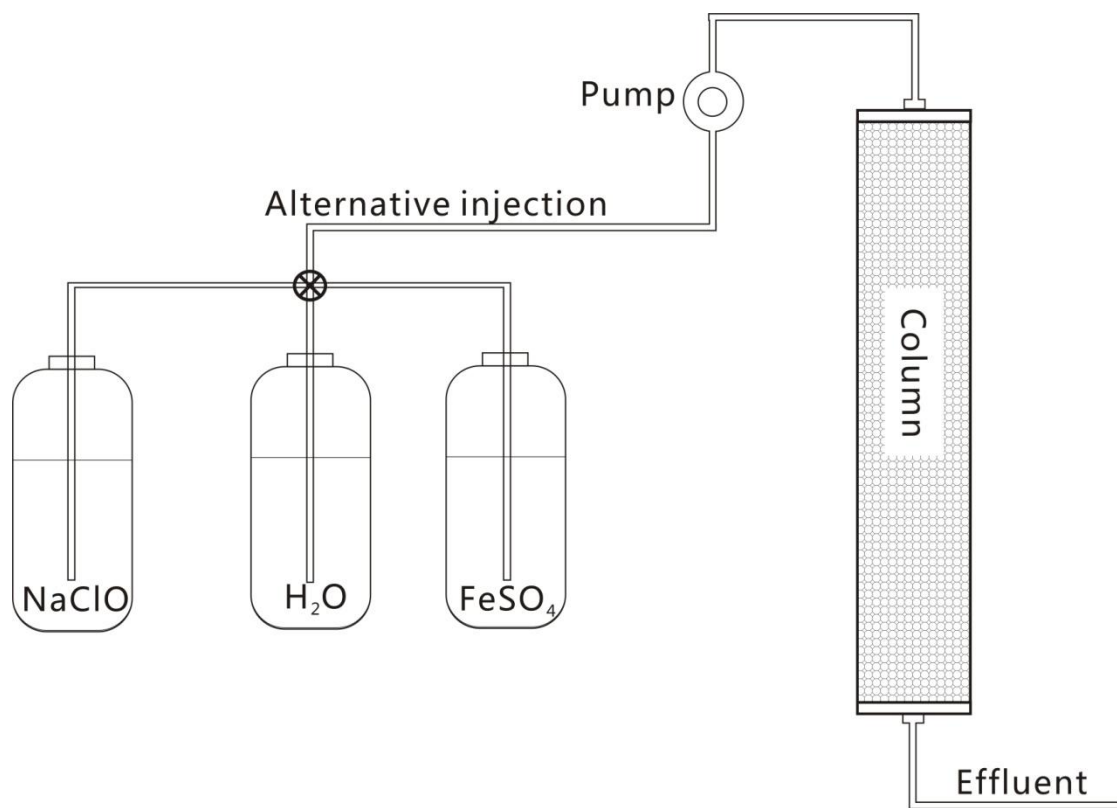 Pump
Alternative injection
Column
NaClO
H₂O
FeSO₄
Effluent